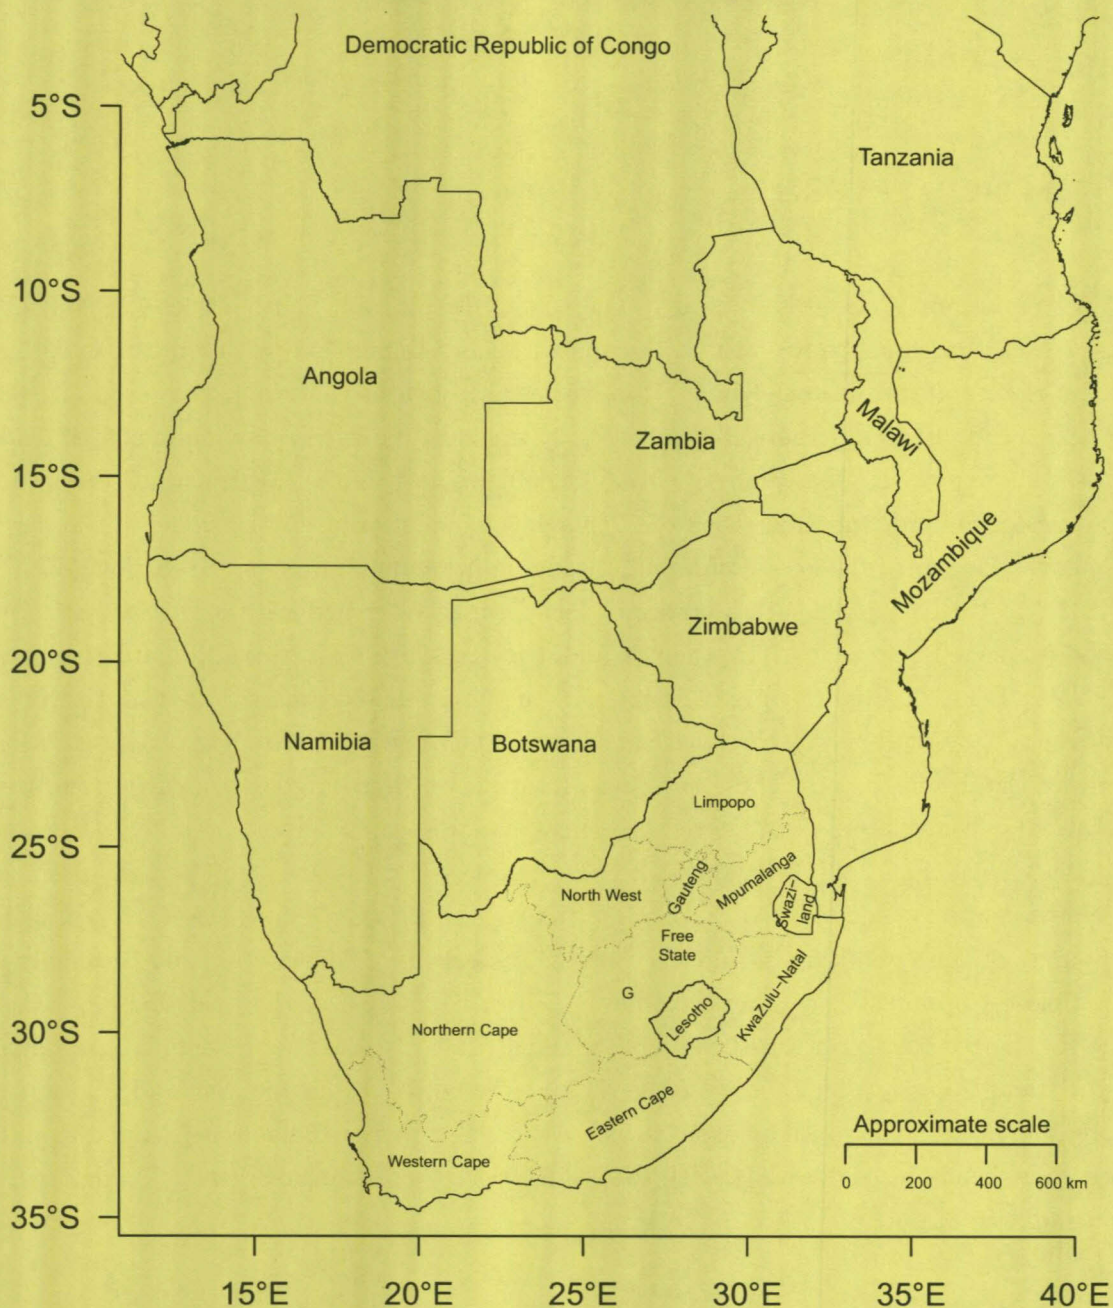 Democratic Republic of Congo
5°S
Tanzania
10°S
Angola
Malawi
Zambia
15°S
Mozambique
Zimbabwe
20°S
Namibia
Botswana
Limpopo
25°S
Gauteng
Mpumalanga
North West
Swazi–
land
Free
State
G
KwaZulu–Natal
Lesotho
30°S
Northern Cape
Eastern Cape
Approximate scale
Western Cape
0
200
400
600 km
35°S
15°E
20°E
25°E
30°E
35°E
40°E